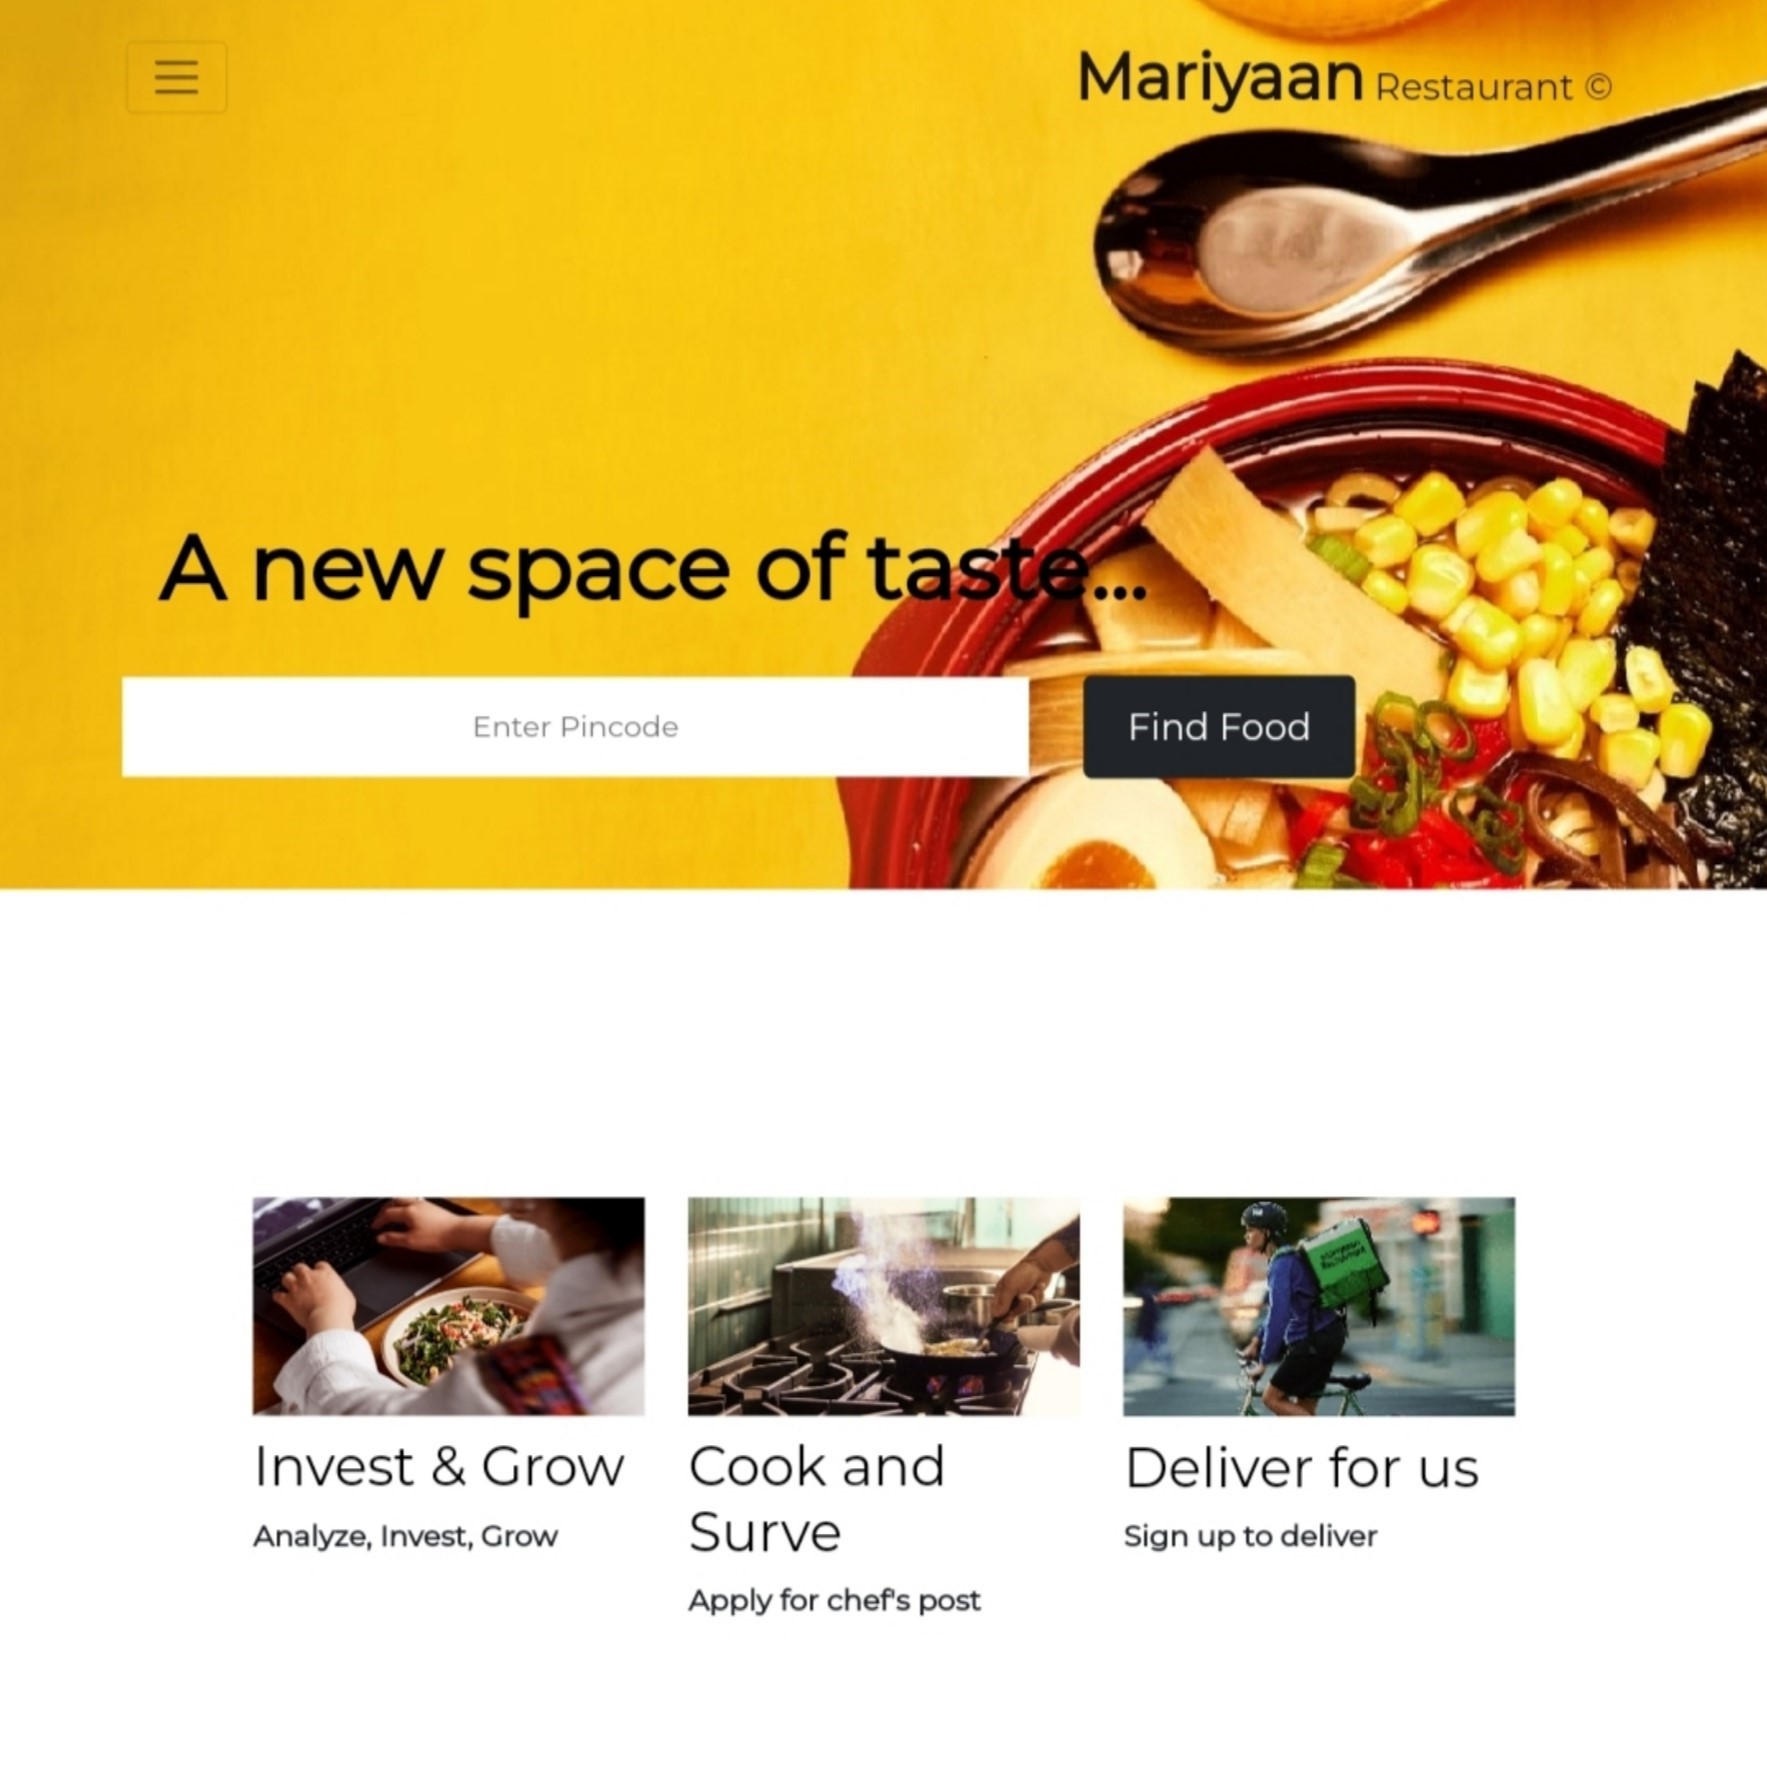 Mariyaan Restaurant ©
A new space of taste...
Enter Pincode
Find Food
Invest & Grow
Analyze, Invest, Grow
Cook and
Surve
Apply for chef's post
Deliver for us
Sign up to deliver